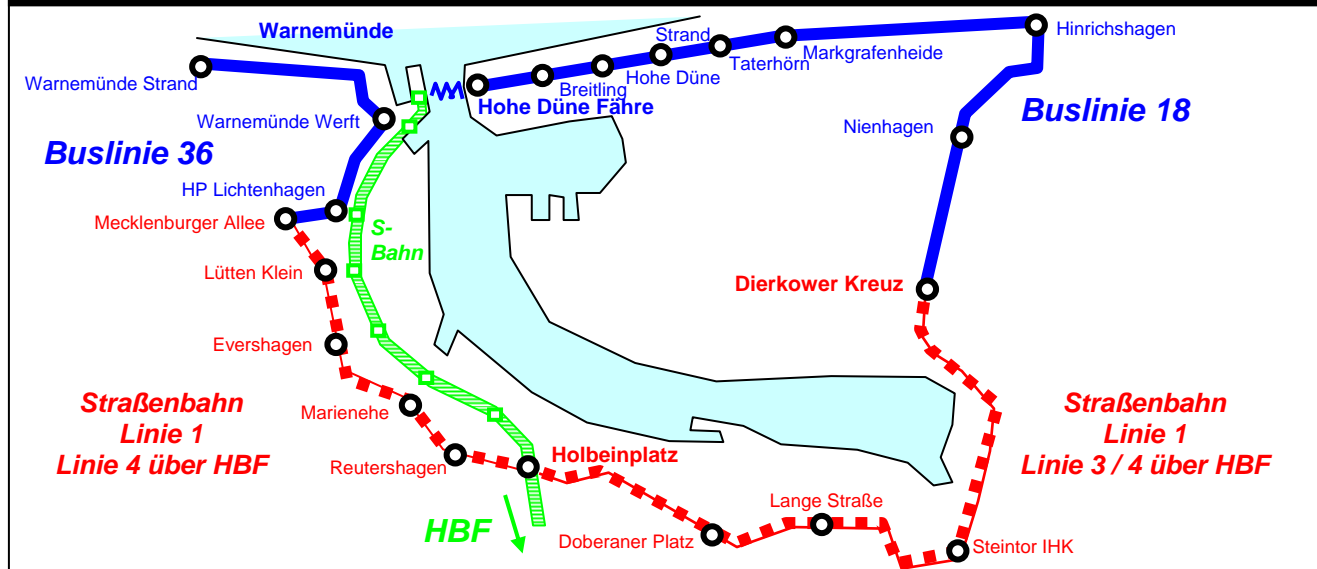 Warnemünde
Strand
Hinrichshagen
Markgrafenheide
Taterhörn
Hohe Düne
Breitling
Warnemünde Strand
Hohe Düne Fähre
Buslinie 18
Warnemünde Werft
Nienhagen
Buslinie 36
HP Lichtenhagen
Mecklenburger Allee
S-
Bahn
Lütten Klein
Dierkower Kreuz
Evershagen
Straßenbahn
Linie 1
Linie 4 über HBF
Marienehe
Straßenbahn
Linie 1
Linie 3 / 4 über HBF
Reutershagen
Holbeinplatz
Lange Straße
HBF
Doberaner Platz
Steintor IHK